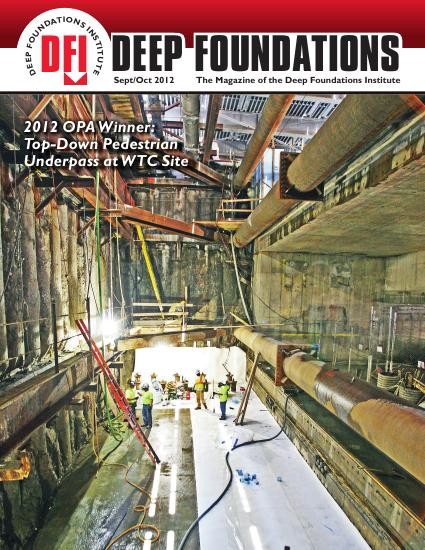 DEEP FOUNDATIONS INSTITUTE
DFI
DEEP FOUNDATIONS
Sept/Oct 2012 The Magazine of the Deep Foundations Institute
2012 OPA Winner:
Top-Down Pedestrian
Underpass at WTC Site